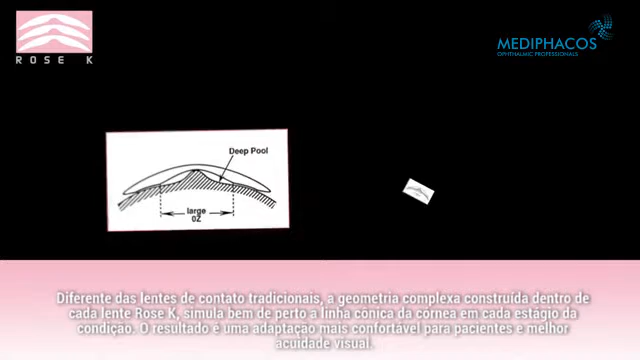 ROSE K
MEDIPHACOS
OPHTHALMIC PROFESSIONALS
Deep Pool
large
OZ
Diferente das lentes de contato tradicionais, a geometria complexa construída dentro de
cada lente Rose K, simula bem de perto a linha cônica da córnea em cada estágio da
condição. O resultado é uma adaptação mais confortável para pacientes e melhor
acuidade visual.